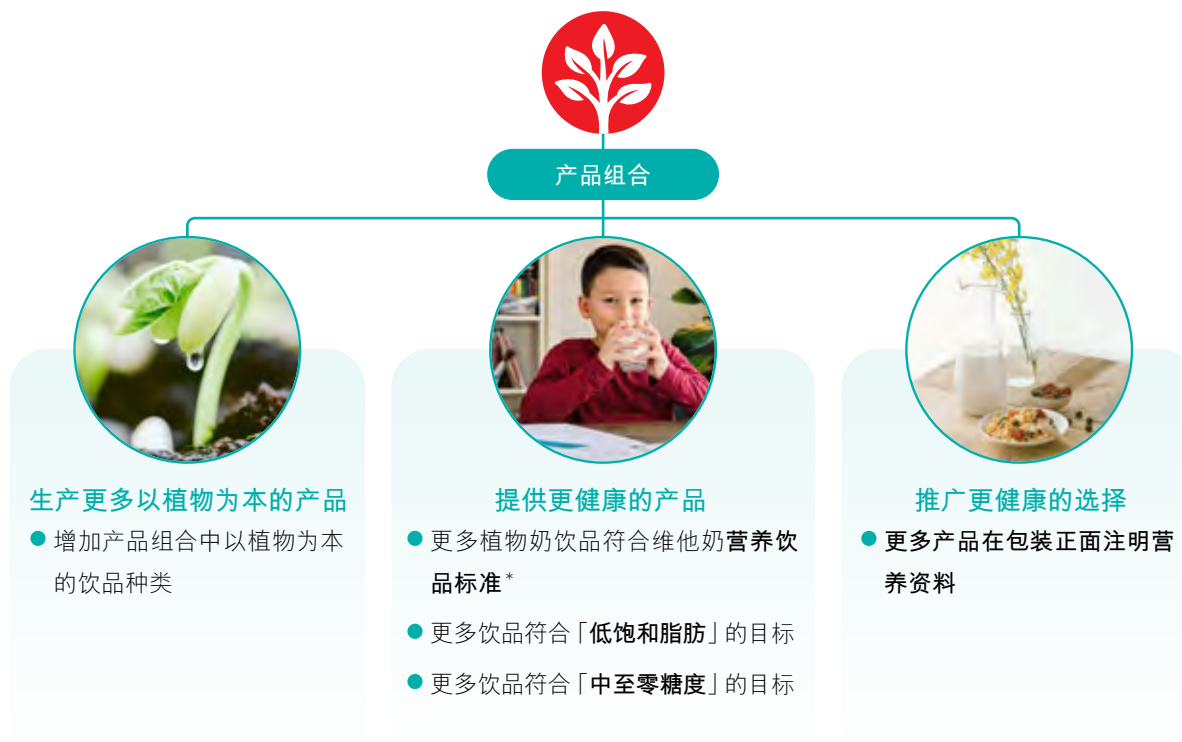 产品组合
生产更多以植物为本的产品
● 增加产品组合中以植物为本
的饮品种类
提供更健康的产品
● 更多植物奶饮品符合维他奶营养饮
品标准*
● 更多饮品符合「低饱和脂肪」的目标
● 更多饮品符合「中至零糖度」的目标
推广更健康的选择
● 更多产品在包装正面注明营
养资料